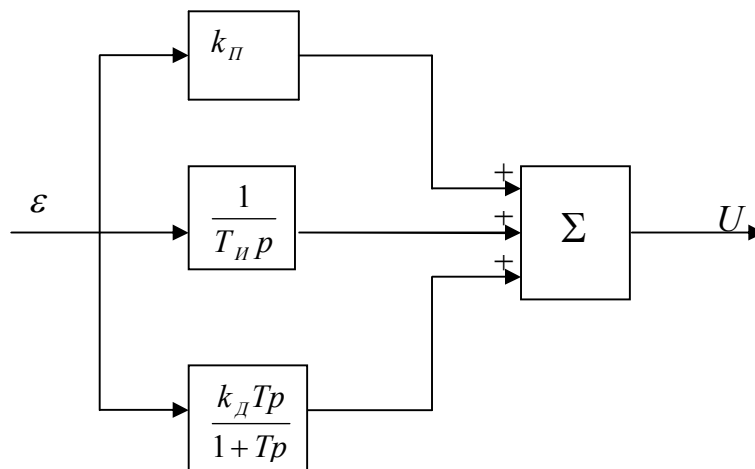 k_П
+
ε
1
T_И p
+
Σ
U
+
k_Д Tp
1 + Tp